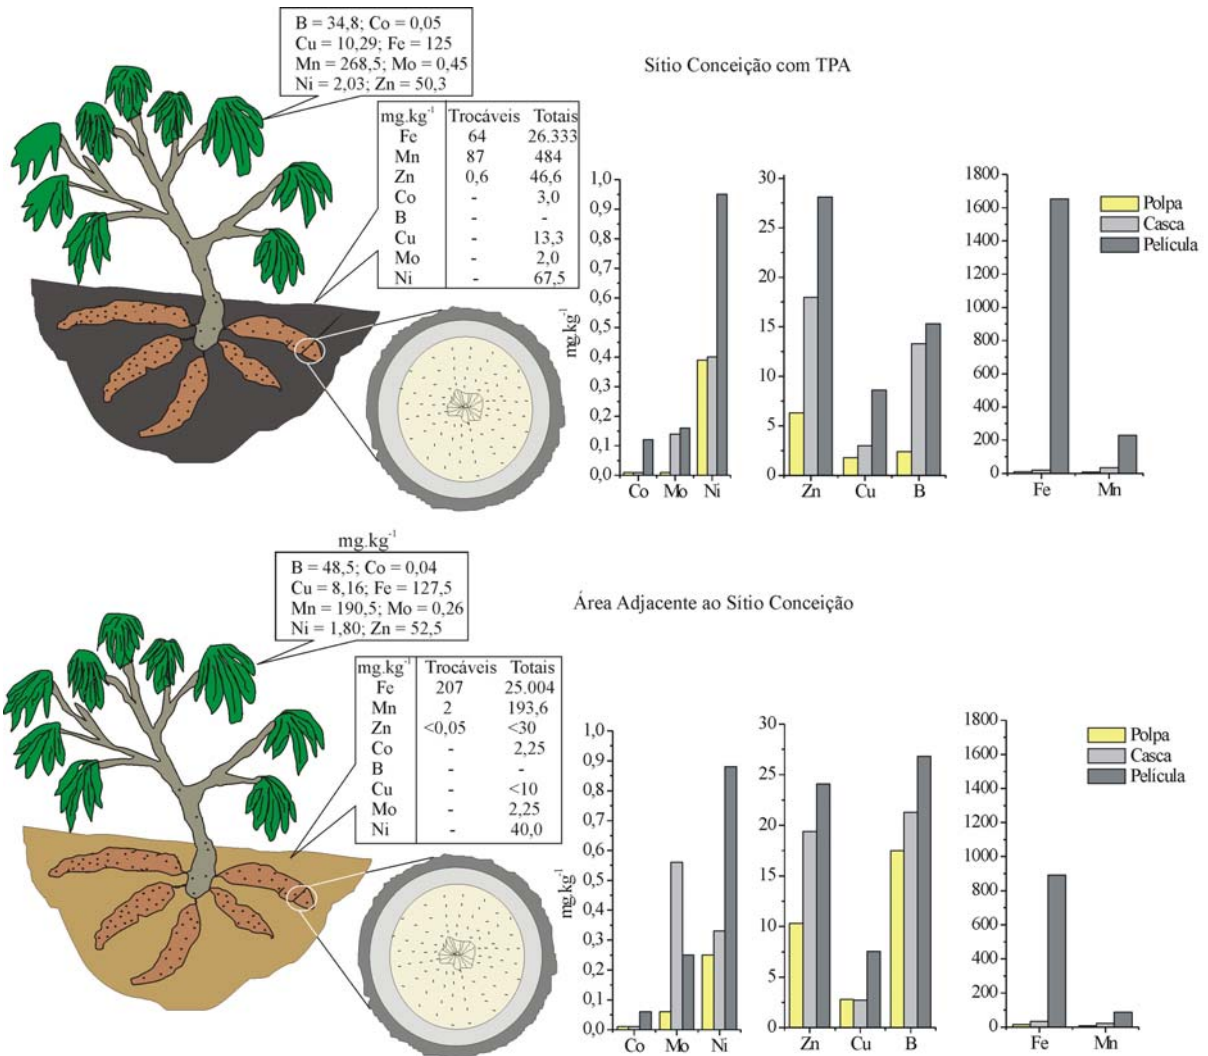 B = 34,8; Co = 0,05
Cu = 10,29; Fe = 125
Mn = 268,5; Mo = 0,45
Ni = 2,03; Zn = 50,3
Sítio Conceição com TPA
mg.kg⁻¹ Trocáveis Totais
Fe 64 26.333
Mn 87 484
Zn 0,6 46,6
Co - 3,0
B - -
Cu - 13,3
Mo - 2,0
Ni - 67,5
mg.kg⁻¹
1,0
0,9
0,8
0,7
0,6
0,5
0,4
0,3
0,2
0,1
0,0
Co Mo Ni
30
25
20
15
10
5
0
Zn Cu B
1800
1600
1400
1200
1000
800
600
400
200
0
Fe Mn
Polpa
Casca
Película
mg.kg⁻¹
B = 48,5; Co = 0,04
Cu = 8,16; Fe = 127,5
Mn = 190,5; Mo = 0,26
Ni = 1,80; Zn = 52,5
Área Adjacente ao Sítio Conceição
mg.kg⁻¹ Trocáveis Totais
Fe 207 25.004
Mn 2 193,6
Zn <0,05 <30
Co - 2,25
B - -
Cu - <10
Mo - 2,25
Ni - 40,0
mg.kg⁻¹
1,0
0,9
0,8
0,7
0,6
0,5
0,4
0,3
0,2
0,1
0,0
Co Mo Ni
30
25
20
15
10
5
0
Zn Cu B
1800
1600
1400
1200
1000
800
600
400
200
0
Fe Mn
Polpa
Casca
Película